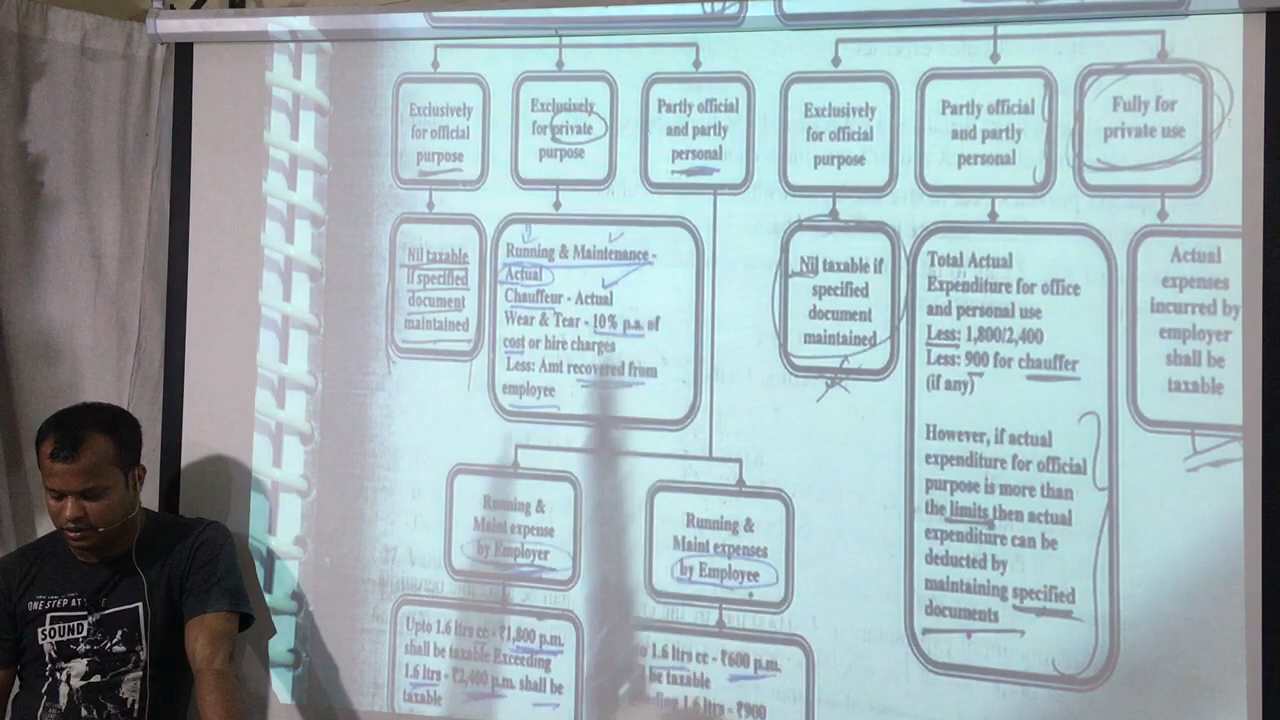 Exclusively
for official
purpose
Exclusively
for private
purpose
Partly official
and partly
personal
Exclusively
for official
purpose
Partly official
and partly
personal
Fully for
private use
Nil taxable
if specified
document
maintained
Running & Maintenance -
Actual
Chauffeur - Actual
Wear & Tear - 10% p.a. of
cost or hire charges
Less: Amt recovered from
employee
Nil taxable if
specified
document
maintained
Total Actual
Expenditure for office
and personal use
Less: 1,800/2,400
Less: 900 for chauffer
(if any)
However, if actual
expenditure for official
purpose is more than
the limits then actual
expenditure can be
deducted by
maintaining specified
documents
Actual
expenses
incurred by
employer
shall be
taxable
Running &
Maint expense
by Employer
Running &
Maint expenses
by Employee
Upto 1.6 ltrs cc - ₹1,800 p.m.
shall be taxable Exceeding
1.6 ltrs - ₹2,400 p.m. shall be
taxable
1.6 ltrs cc - ₹600 p.m.
be taxable
1.6 ltrs - ₹900
ONE STEP AT
SOUND